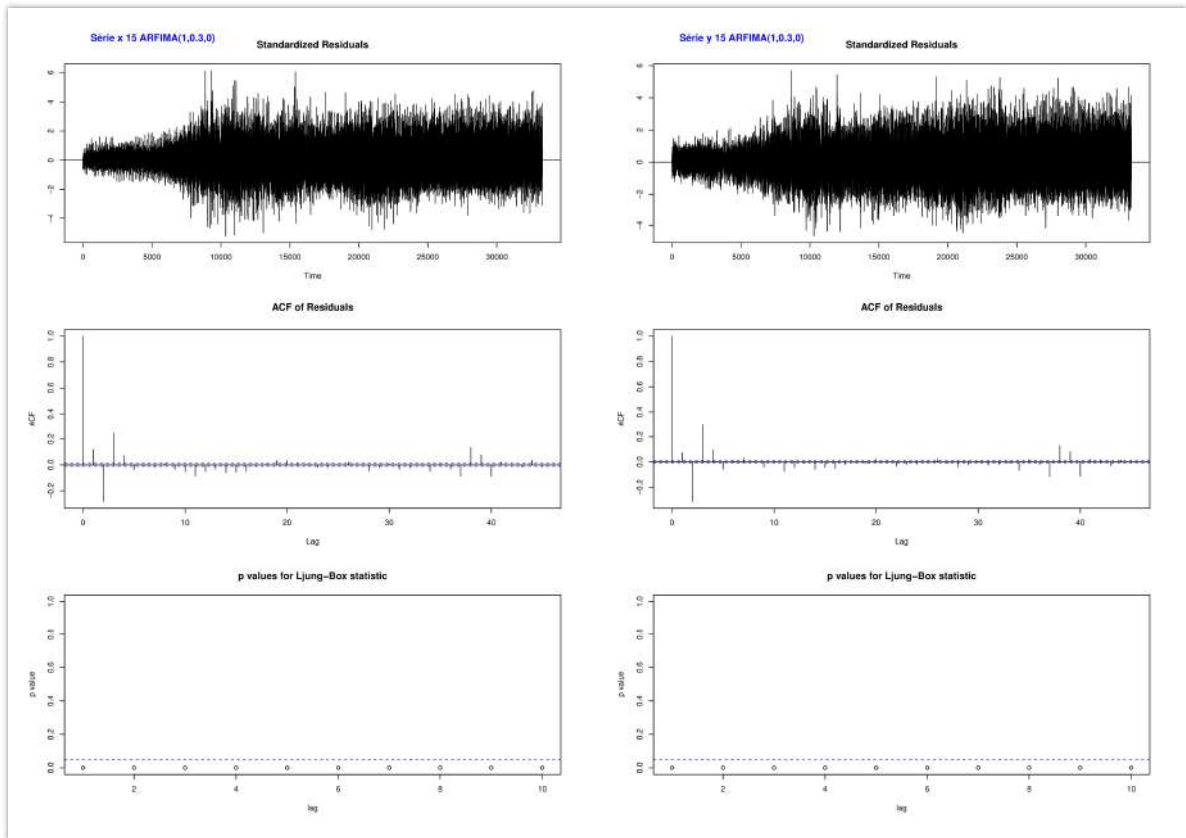 Série x 15 ARFIMA(1,0.3,0)
Standardized Residuals
6
4
2
0
-2
-4
0 5000 10000 15000 20000 25000 30000
Time
ACF of Residuals
ACF
1.0
0.8
0.6
0.4
0.2
0.0
-0.2
0 10 20 30 40
Lag
p values for Ljung-Box statistic
p value
1.0
0.8
0.6
0.4
0.2
0.0
2 4 6 8 10
lag
Série y 15 ARFIMA(1,0.3,0)
Standardized Residuals
6
4
2
0
-2
-4
0 5000 10000 15000 20000 25000 30000
Time
ACF of Residuals
ACF
1.0
0.8
0.6
0.4
0.2
0.0
-0.2
0 10 20 30 40
Lag
p values for Ljung-Box statistic
p value
1.0
0.8
0.6
0.4
0.2
0.0
2 4 6 8 10
lag